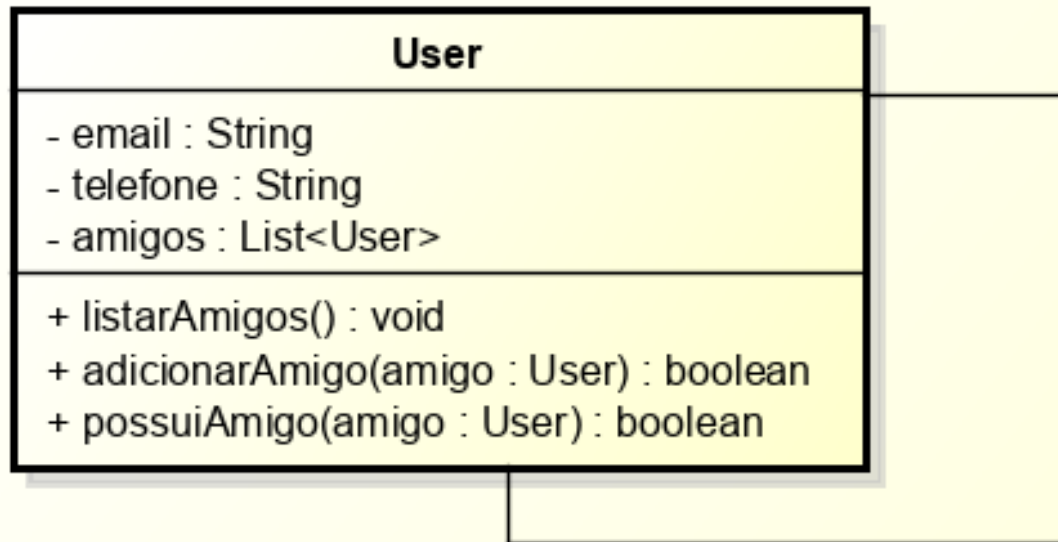 User
- email : String
- telefone : String
- amigos : List<User>
+ listarAmigos() : void
+ adicionarAmigo(amigo : User) : boolean
+ possuiAmigo(amigo : User) : boolean